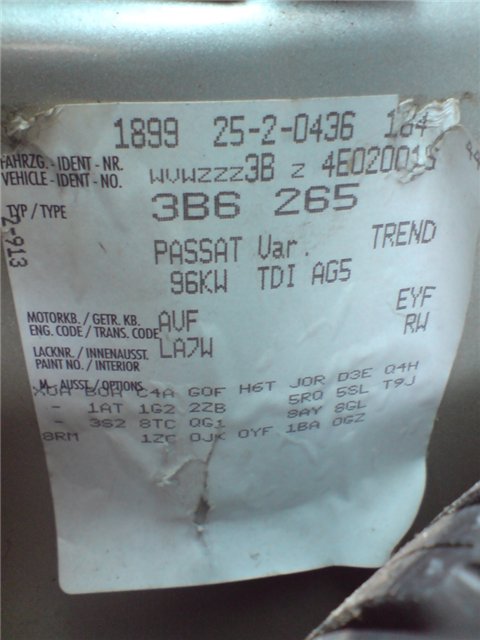 1899 25-2-0436 184
FAHRZG.-IDENT-NR. WVWZZZ3B Z
VEHICLE-IDENT-NO.
TYP / TYPE 3B6 265
2-913
PASSAT Var. TREND
96KW TDI AG5
MOTORKB./GETR. KB. AVF EYF
ENG. CODE / TRANS. CODE RW
LACKNR./INNENAUSST. LA7W
PAINT NO. / INTERIOR
M.-AUSST./OPTIONS
C4A G0F H6T J0R D3E Q4H
- 1AT 1G2 2ZB 5RQ 5SL T9J
- 3S2 8TC QG1 8AY 8GL
8RM 1ZC 0JK 0YF 1BA 0GZ